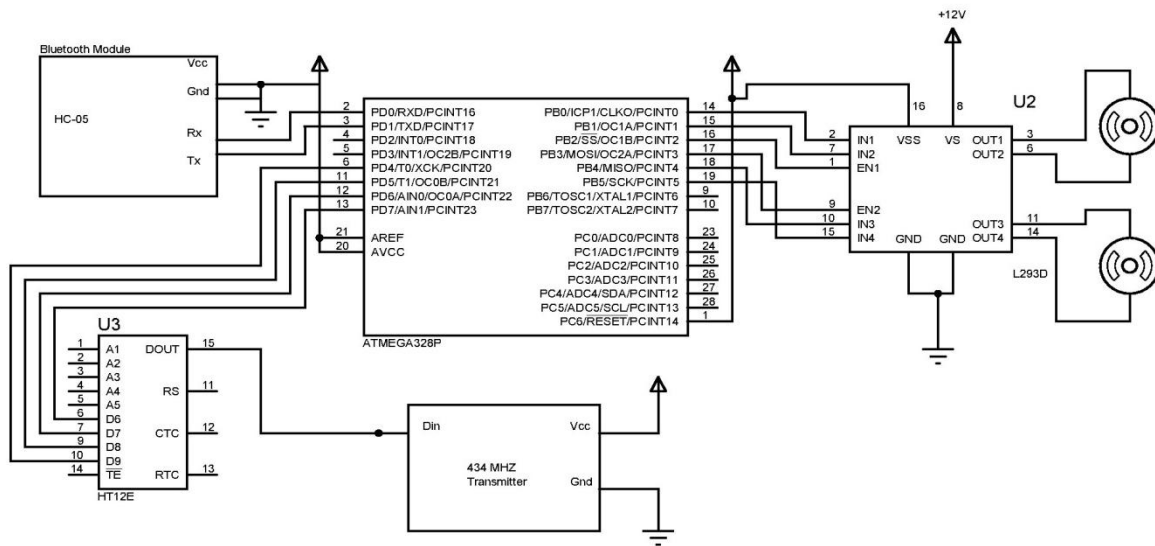 +12V
Bluetooth Module
Vcc
Gnd
HC-05
Rx
Tx
2 PD0/RXD/PCINT16
3 PD1/TXD/PCINT17
4 PD2/INT0/PCINT18
5 PD3/INT1/OC2B/PCINT19
6 PD4/T0/XCK/PCINT20
11 PD5/T1/OC0B/PCINT21
12 PD6/AIN0/OC0A/PCINT22
13 PD7/AIN1/PCINT23
21 AREF
20 AVCC
PB0/ICP1/CLKO/PCINT0 14
PB1/OC1A/PCINT1 15
PB2/SS/OC1B/PCINT2 16
PB3/MOSI/OC2A/PCINT3 17
PB4/MISO/PCINT4 18
PB5/SCK/PCINT5 19
PB6/TOSC1/XTAL1/PCINT6 9
PB7/TOSC2/XTAL2/PCINT7 10
PC0/ADC0/PCINT8 23
PC1/ADC1/PCINT9 24
PC2/ADC2/PCINT10 25
PC3/ADC3/PCINT11 26
PC4/ADC4/SDA/PCINT12 27
PC5/ADC5/SCL/PCINT13 28
PC6/RESET/PCINT14 1
ATMEGA328P
U2
16 8
VSS VS
2 IN1
7 IN2
1 EN1
9 EN2
10 IN3
15 IN4
OUT1 3
OUT2 6
OUT3 11
OUT4 14
GND GND
L293D
U3
1 A1
2 A2
3 A3
4 A4
5 A5
6 D6
7 D7
9 D8
10 D9
14 TE
DOUT 15
RS 11
CTC 12
RTC 13
HT12E
Din
Vcc
434 MHZ
Transmitter
Gnd